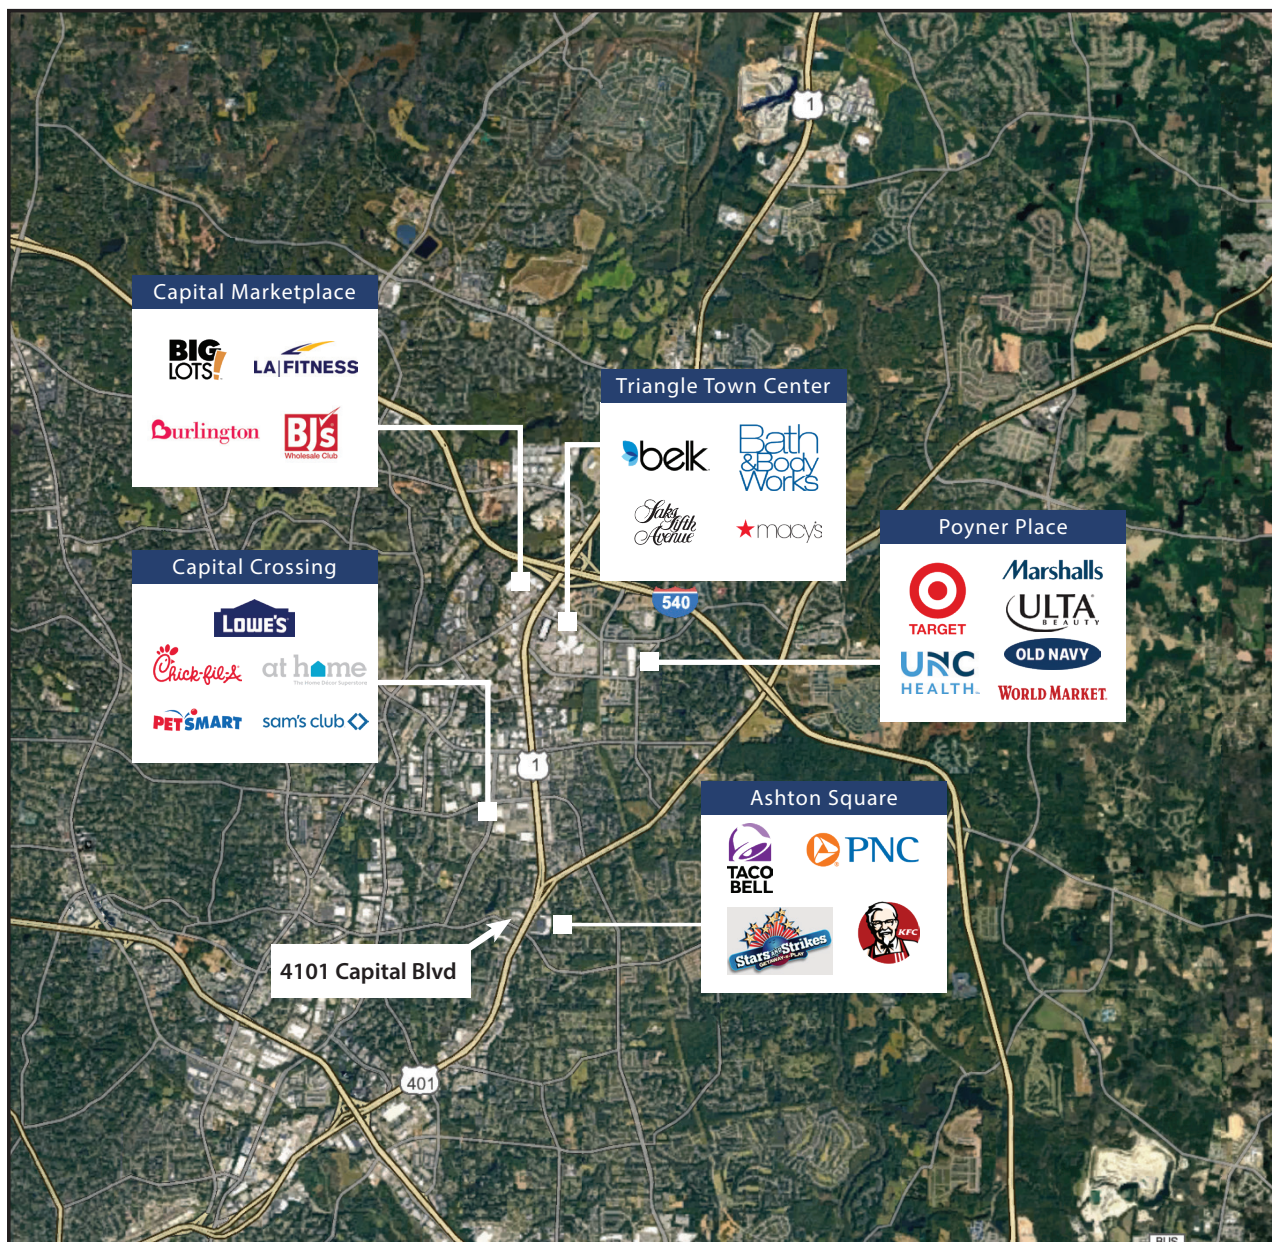 1
Capital Marketplace
BIG
LOTS!
LA|FITNESS
Burlington
BJ's
Wholesale Club
Triangle Town Center
belk
Bath
&Body
Works
Saks
Fifth
Avenue
macy's
Poyner Place
TARGET
Marshalls
ULTA
BEAUTY
OLD NAVY
UNC
HEALTH
WORLD MARKET.
540
Capital Crossing
LOWE'S
Chick-fil-A
at home
The Home Décor Superstore
PETSMART
sam's club
1
Ashton Square
TACO
BELL
PNC
Stars AND Strikes
GETAWAY-n-PLAY
KFC
4101 Capital Blvd
401
BUS